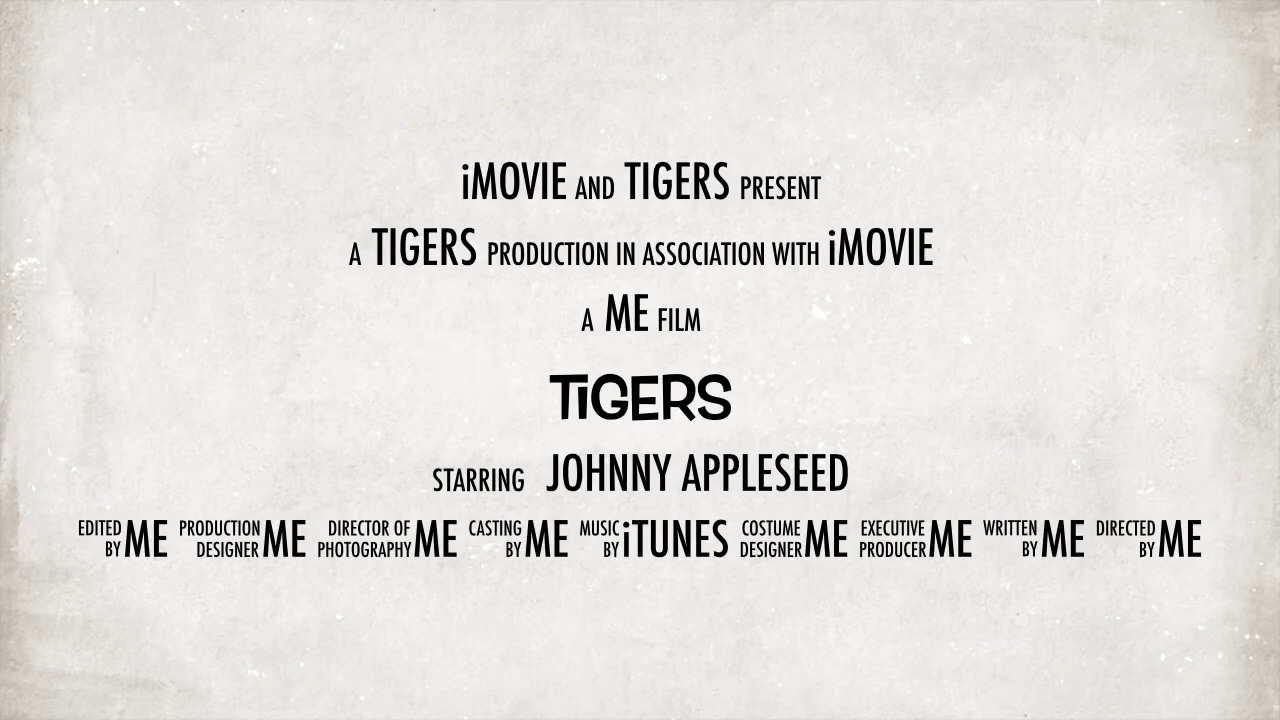 iMOVIE AND TIGERS PRESENT
A TIGERS PRODUCTION IN ASSOCIATION WITH iMOVIE
A ME FILM
TiGERS
STARRING JOHNNY APPLESEED
EDITED BY ME PRODUCTION DESIGNER ME DIRECTOR OF PHOTOGRAPHY ME CASTING BY ME MUSIC BY iTUNES COSTUME DESIGNER ME EXECUTIVE PRODUCER ME WRITTEN BY ME DIRECTED BY ME